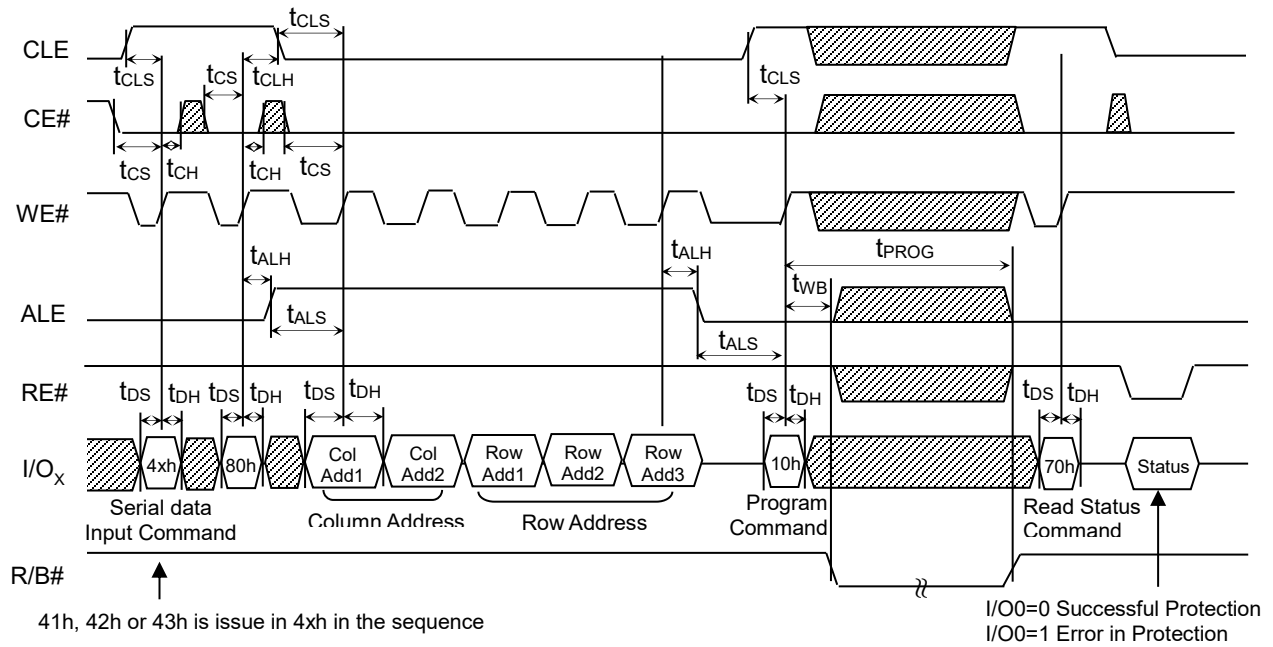 tCLS
CLE
tCLS tCS tCLH tCLS
CE#
tCS tCH tCH tCS
WE#
tALH tALH tPROG
tWB
ALE
tALS tALS
RE#
tDS tDH tDS tDH tDS tDH tDS tDH tDS tDH
I/OX 4xh 80h Col Add1 Col Add2 Row Add1 Row Add2 Row Add3 10h 70h Status
Serial data
Input Command
Column Address
Row Address
Program
Command
Read Status
Command
R/B#
41h, 42h or 43h is issue in 4xh in the sequence
I/O0=0 Successful Protection
I/O0=1 Error in Protection